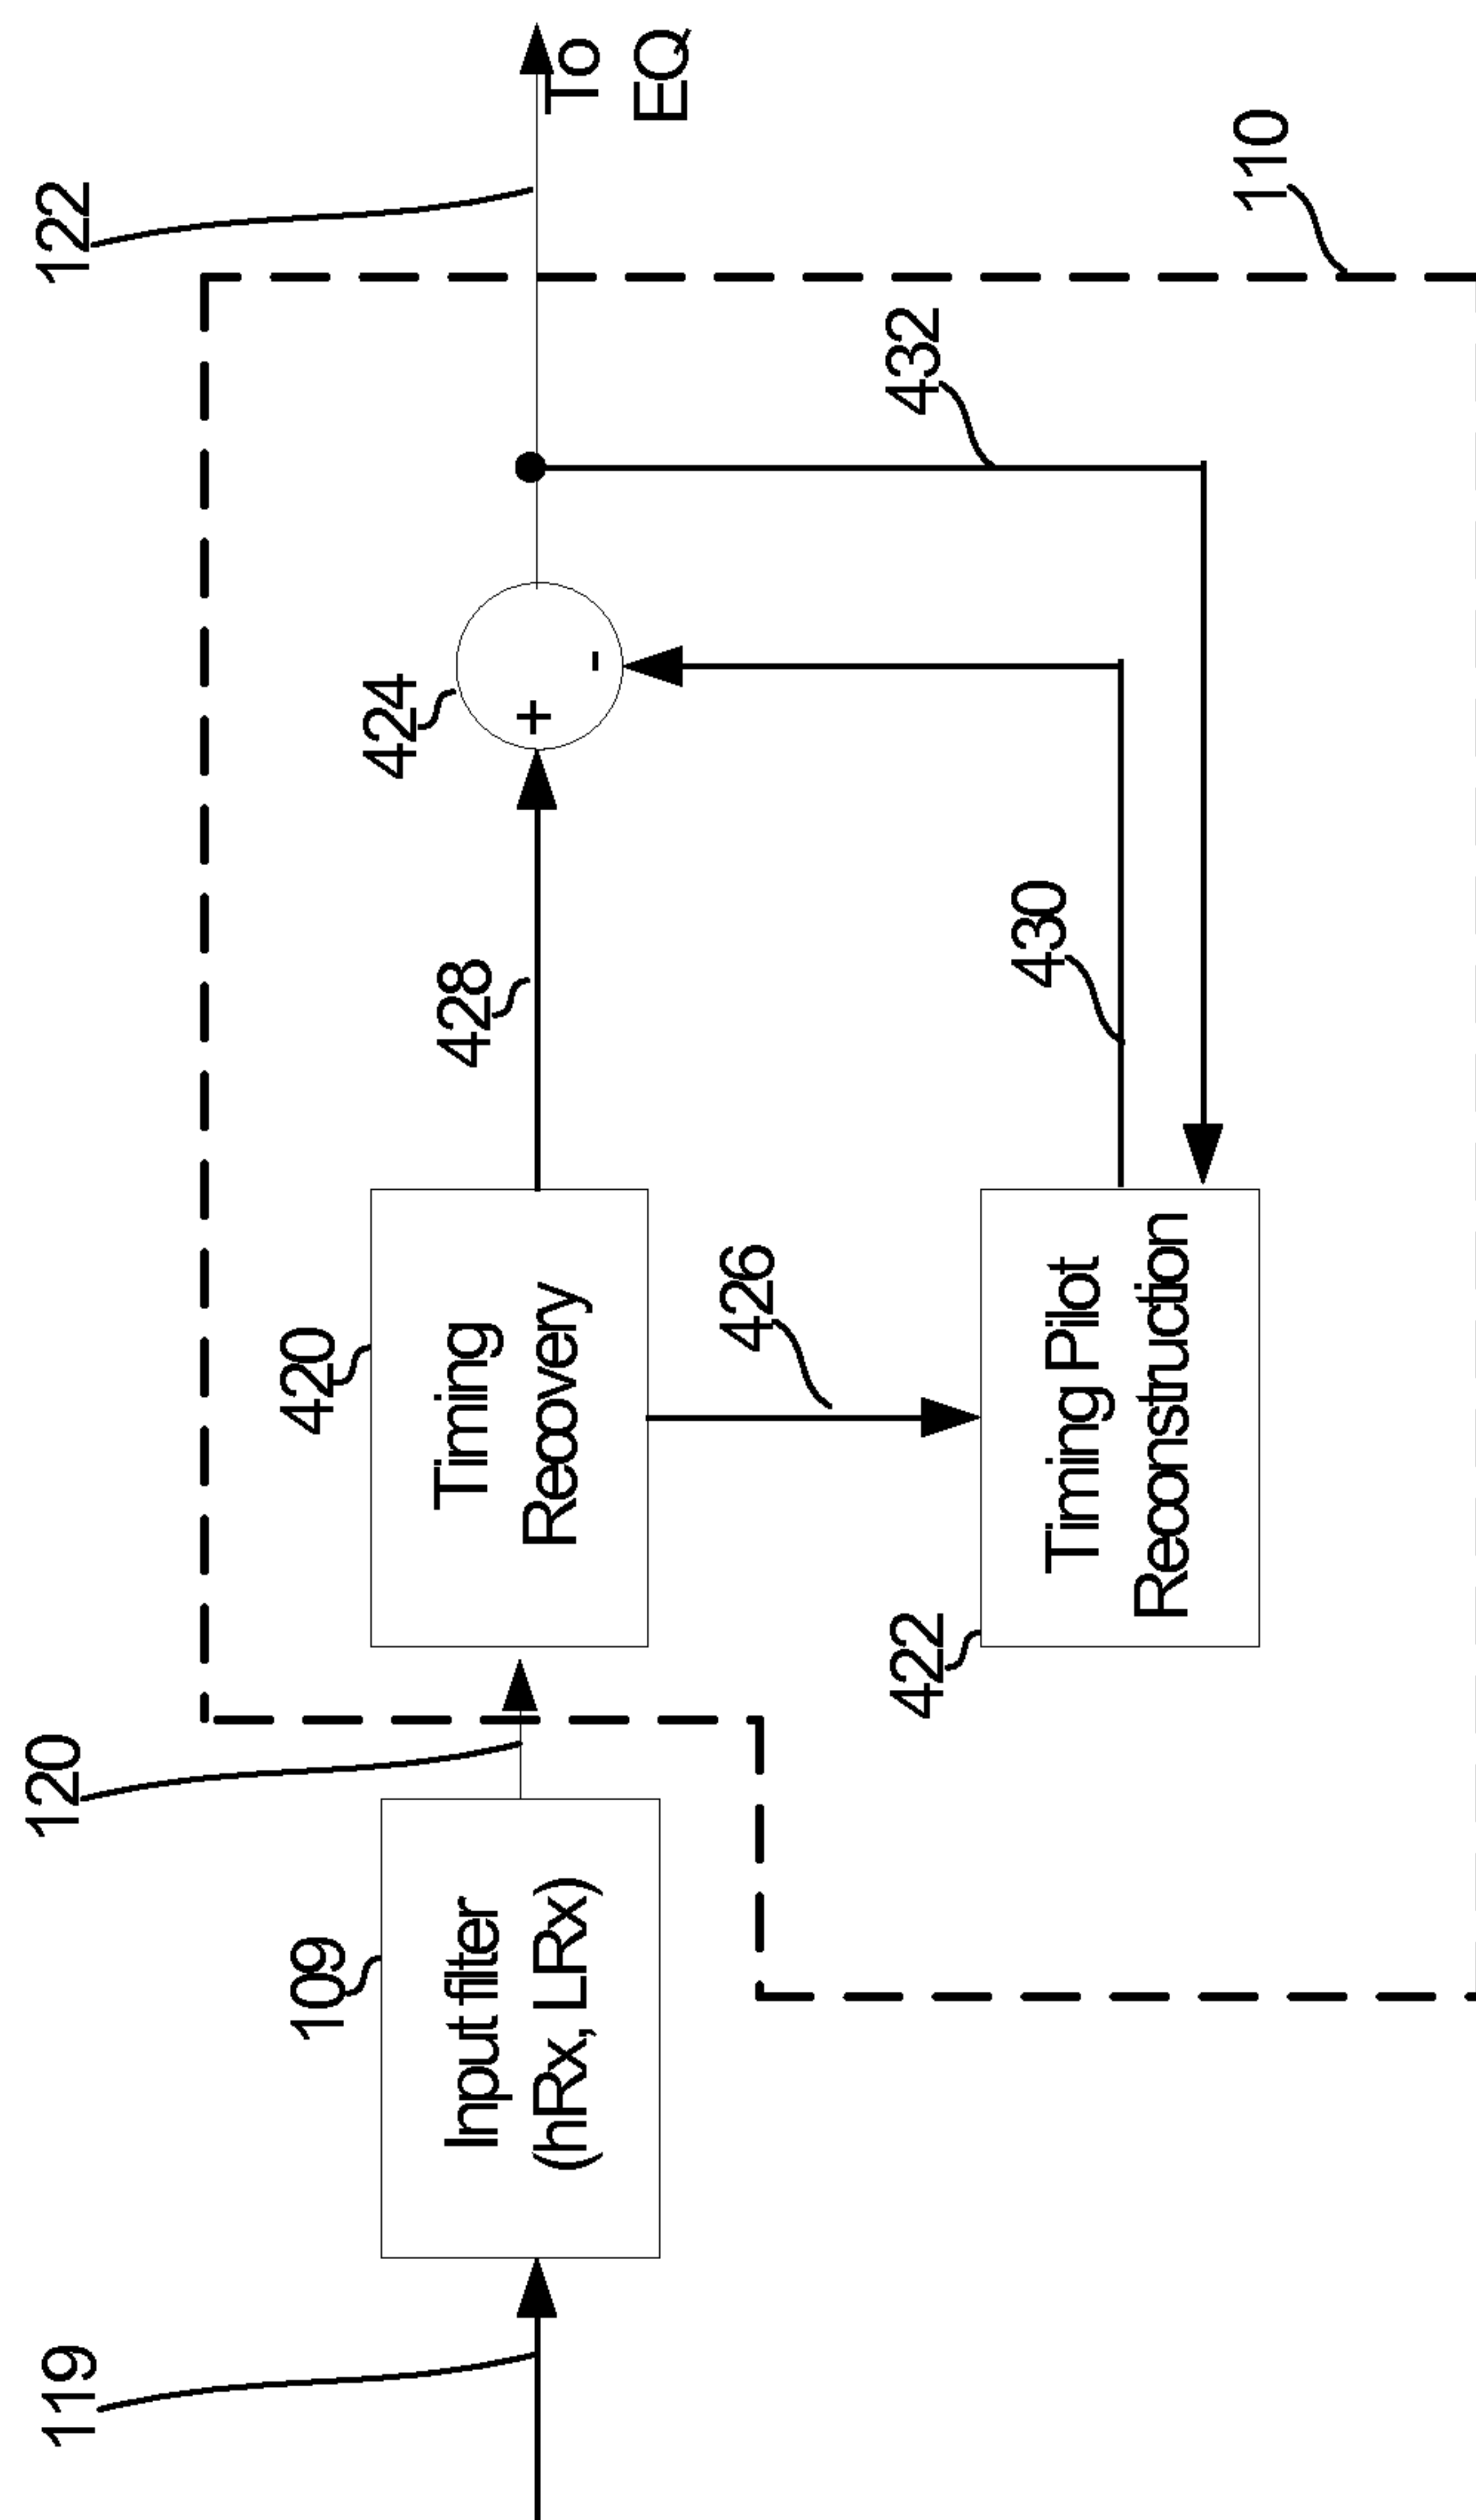 119
109
Input filter
(hRx, LRx)
120
420
Timing
Recovery
428
424
+
-
122
To
EQ
426
422
Timing Pilot
Reconstruction
430
432
110